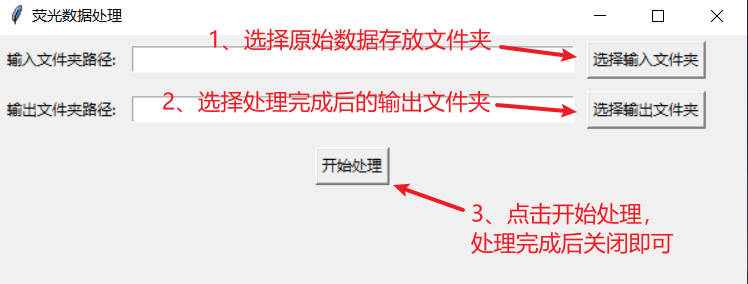 荧光数据处理
1、选择原始数据存放文件夹
输入文件夹路径:
选择输入文件夹
2、选择处理完成后的输出文件夹
输出文件夹路径:
选择输出文件夹
开始处理
3、点击开始处理，
处理完成后关闭即可